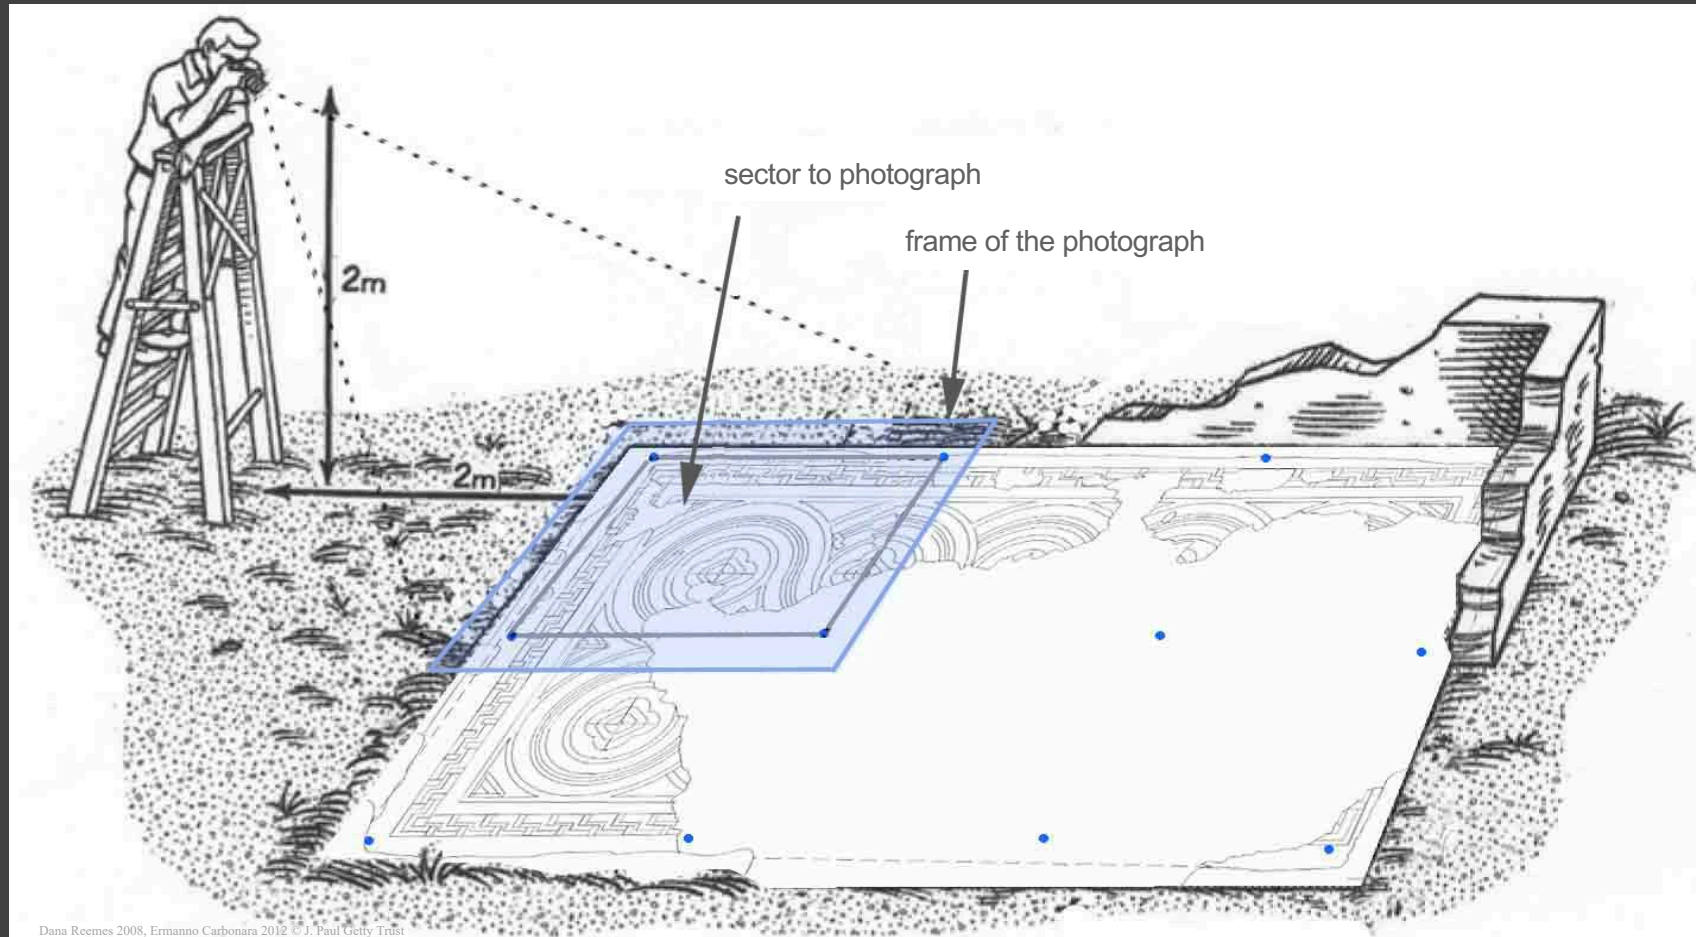 sector to photograph
frame of the photograph
2m
2m
Dana Reemes 2008, Ermanno Carbonara 2012 © J. Paul Getty Trust